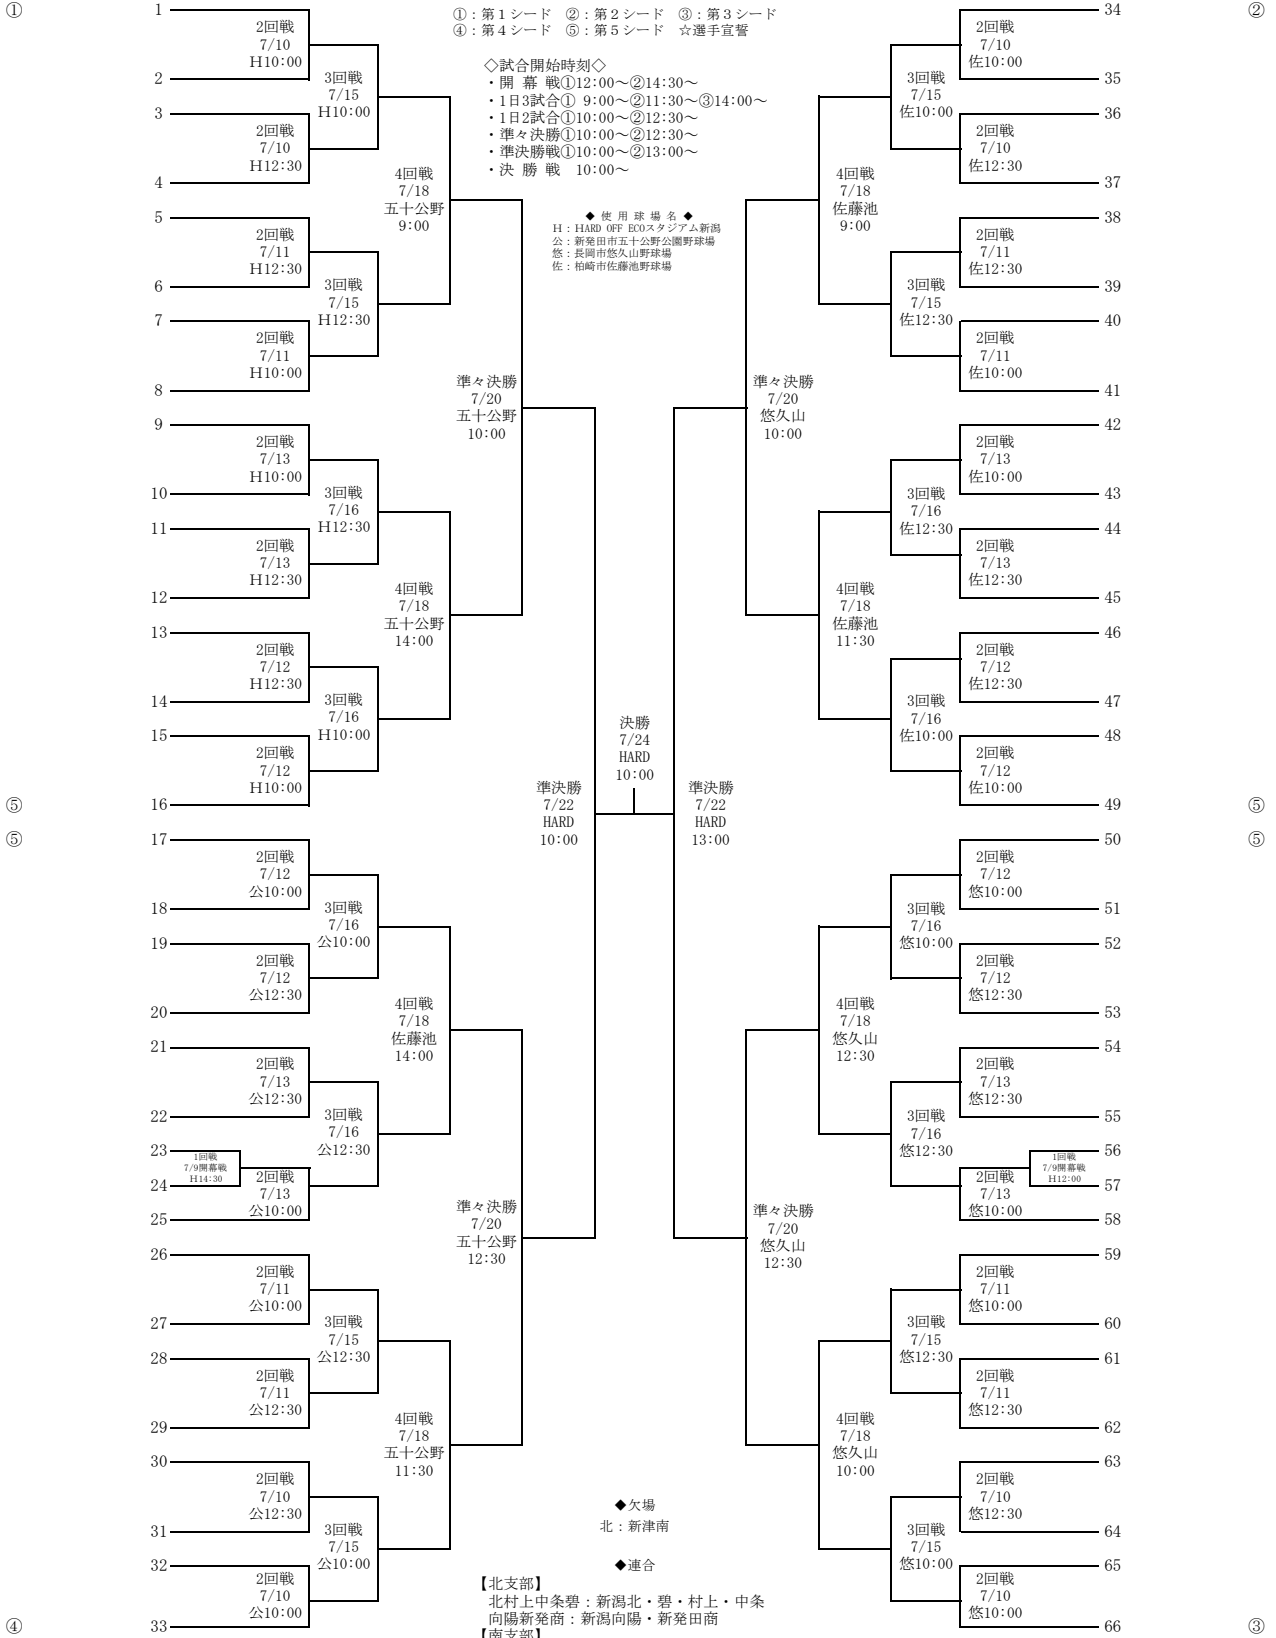 ①：第１シード　②：第２シード　③：第３シード
④：第４シード　⑤：第５シード　☆選手宣誓
◇試合開始時刻◇
・開 幕 戦①12:00～②14:30～
・1日3試合① 9:00～②11:30～③14:00～
・1日2試合①10:00～②12:30～
・準々決勝①10:00～②12:30～
・準決勝戦①10:00～②13:00～
・決 勝 戦　10:00～
◆ 使 用 球 場 名 ◆
Ｈ：ＨARD OFF ECOスタジアム新潟
公：新発田市五十公野公園野球場
悠：長岡市悠久山野球場
佐：柏崎市佐藤池野球場
①
1
2回戦
7/10
Ｈ10:00
2
3回戦
7/15
Ｈ10:00
3
2回戦
7/10
Ｈ12:30
4
4回戦
7/18
五十公野
9:00
5
2回戦
7/11
Ｈ12:30
6
3回戦
7/15
Ｈ12:30
7
2回戦
7/11
Ｈ10:00
8
準々決勝
7/20
五十公野
10:00
9
2回戦
7/13
Ｈ10:00
10
3回戦
7/16
Ｈ12:30
11
2回戦
7/13
Ｈ12:30
12
4回戦
7/18
五十公野
14:00
13
2回戦
7/12
Ｈ12:30
14
3回戦
7/16
Ｈ10:00
15
2回戦
7/12
Ｈ10:00
⑤
16
準決勝
7/22
HARD
10:00
⑤
17
2回戦
7/12
公10:00
18
3回戦
7/16
公10:00
19
2回戦
7/12
公12:30
20
4回戦
7/18
佐藤池
14:00
21
2回戦
7/13
公12:30
22
3回戦
7/16
公12:30
23
1回戦
7/9開幕戦
Ｈ14:30
24
2回戦
7/13
公10:00
25
準々決勝
7/20
五十公野
12:30
26
2回戦
7/11
公10:00
27
3回戦
7/15
公12:30
28
2回戦
7/11
公12:30
29
4回戦
7/18
五十公野
11:30
30
2回戦
7/10
公12:30
31
3回戦
7/15
公10:00
32
2回戦
7/10
公10:00
④
33
決勝
7/24
HARD
10:00
34
②
2回戦
7/10
佐10:00
35
3回戦
7/15
佐10:00
36
2回戦
7/10
佐12:30
37
4回戦
7/18
佐藤池
9:00
38
2回戦
7/11
佐12:30
39
3回戦
7/15
佐12:30
40
2回戦
7/11
佐10:00
41
準々決勝
7/20
悠久山
10:00
42
2回戦
7/13
佐10:00
43
3回戦
7/16
佐12:30
44
2回戦
7/13
佐12:30
45
4回戦
7/18
佐藤池
11:30
46
2回戦
7/12
佐12:30
47
3回戦
7/16
佐10:00
48
2回戦
7/12
佐10:00
49
⑤
準決勝
7/22
HARD
13:00
50
⑤
2回戦
7/12
悠10:00
51
3回戦
7/16
悠10:00
52
2回戦
7/12
悠12:30
53
4回戦
7/18
悠久山
12:30
54
2回戦
7/13
悠12:30
55
3回戦
7/16
悠12:30
56
1回戦
7/9開幕戦
Ｈ12:00
57
2回戦
7/13
悠10:00
58
準々決勝
7/20
悠久山
12:30
59
2回戦
7/11
悠10:00
60
3回戦
7/15
悠12:30
61
2回戦
7/11
悠12:30
62
4回戦
7/18
悠久山
10:00
63
2回戦
7/10
悠12:30
64
3回戦
7/15
悠10:00
65
2回戦
7/10
悠10:00
66
③
◆欠場
北：新津南
◆連合
【北支部】
北村上中条碧：新潟北・碧・村上・中条
向陽新発商：新潟向陽・新発田商
【南支部】